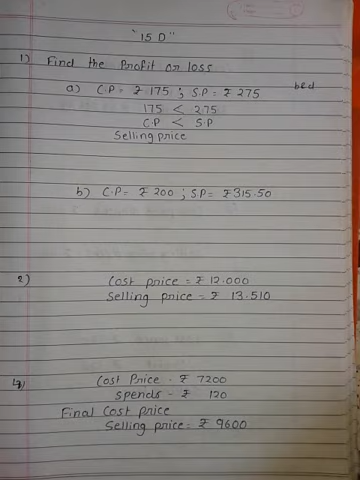 "15 D"
1) Find the Profit or loss
a) C.P = ₹ 175 ; S.P = ₹ 275
175 < 275
C.P < S.P
Selling price
b) C.P = ₹ 200 ; SP = ₹ 315.50
2) Cost price = ₹ 12.000
Selling price = ₹ 13.510
Cost Price = ₹ 7200
spends = ₹ 120
Final Cost price
Selling price = ₹ 9600